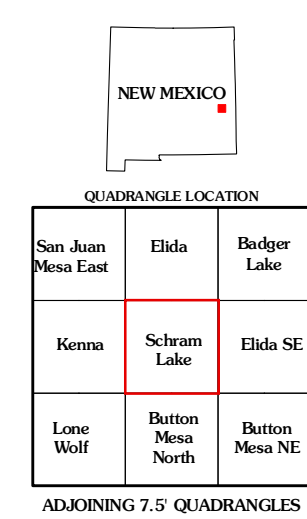 NEW MEXICO
QUADRANGLE LOCATION
San Juan
Mesa East
Elida
Badger
Lake
Kenna
Schram
Lake
Elida SE
Lone
Wolf
Button
Mesa
North
Button
Mesa NE
ADJOINING 7.5' QUADRANGLES